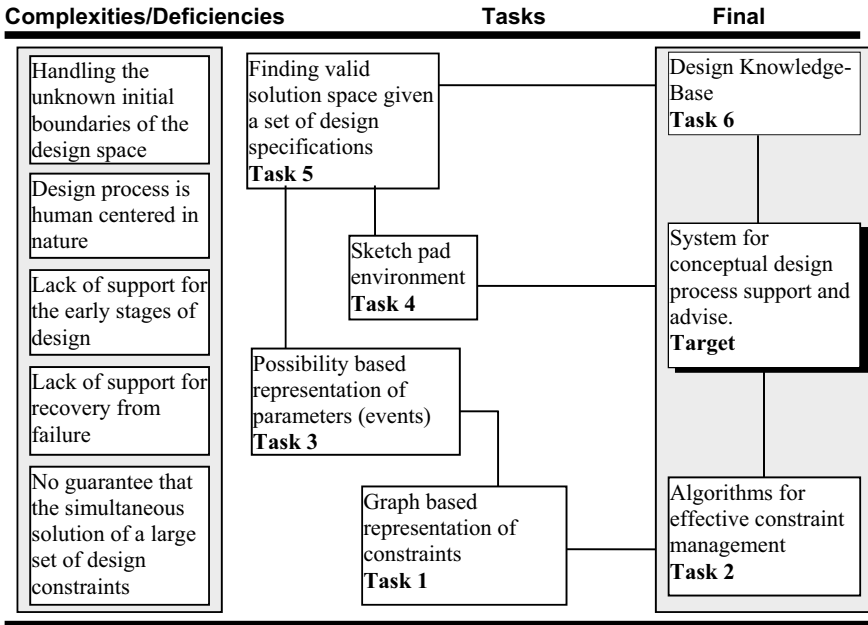 Complexities/Deficiencies Tasks Final
Handling the
unknown initial
boundaries of the
design space
Design process is
human centered in
nature
Lack of support for
the early stages of
design
Lack of support for
recovery from
failure
No guarantee that
the simultaneous
solution of a large
set of design
constraints
Finding valid
solution space given
a set of design
specifications
Task 5
Sketch pad
environment
Task 4
Possibility based
representation of
parameters (events)
Task 3
Graph based
representation of
constraints
Task 1
Design Knowledge-
Base
Task 6
System for
conceptual design
process support and
advise.
Target
Algorithms for
effective constraint
management
Task 2